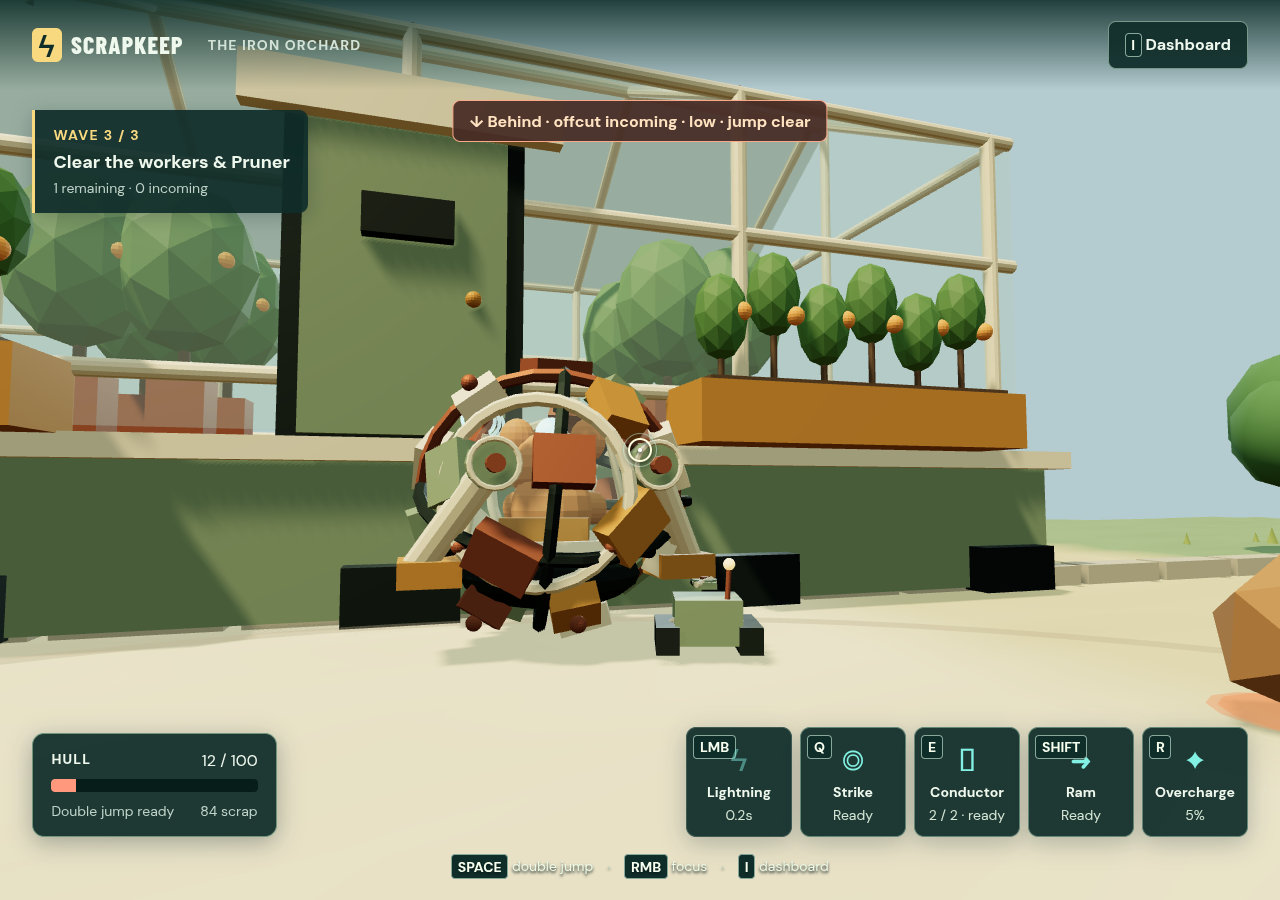 SCRAPKEEP
THE IRON ORCHARD
I Dashboard
↓ Behind · offcut incoming · low · jump clear
WAVE 3 / 3
Clear the workers & Pruner
1 remaining · 0 incoming
HULL 12 / 100
Double jump ready 84 scrap
LMB Q E SHIFT R
Lightning Strike Conductor Ram Overcharge
0.2s Ready 2 / 2 · ready Ready 5%
SPACE double jump · RMB focus · I dashboard